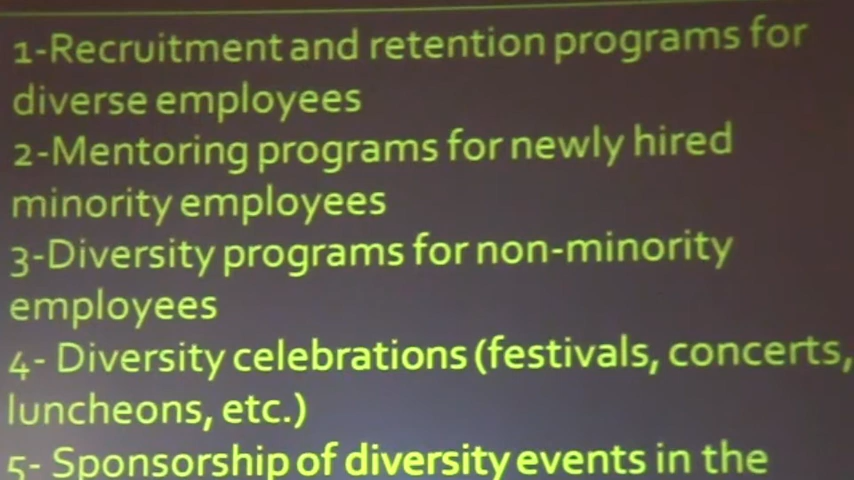 1-Recruitment and retention programs for
diverse employees
2-Mentoring programs for newly hired
minority employees
3-Diversity programs for non-minority
employees
4- Diversity celebrations (festivals, concerts,
luncheons, etc.)
5- Sponsorship of diversity events in the